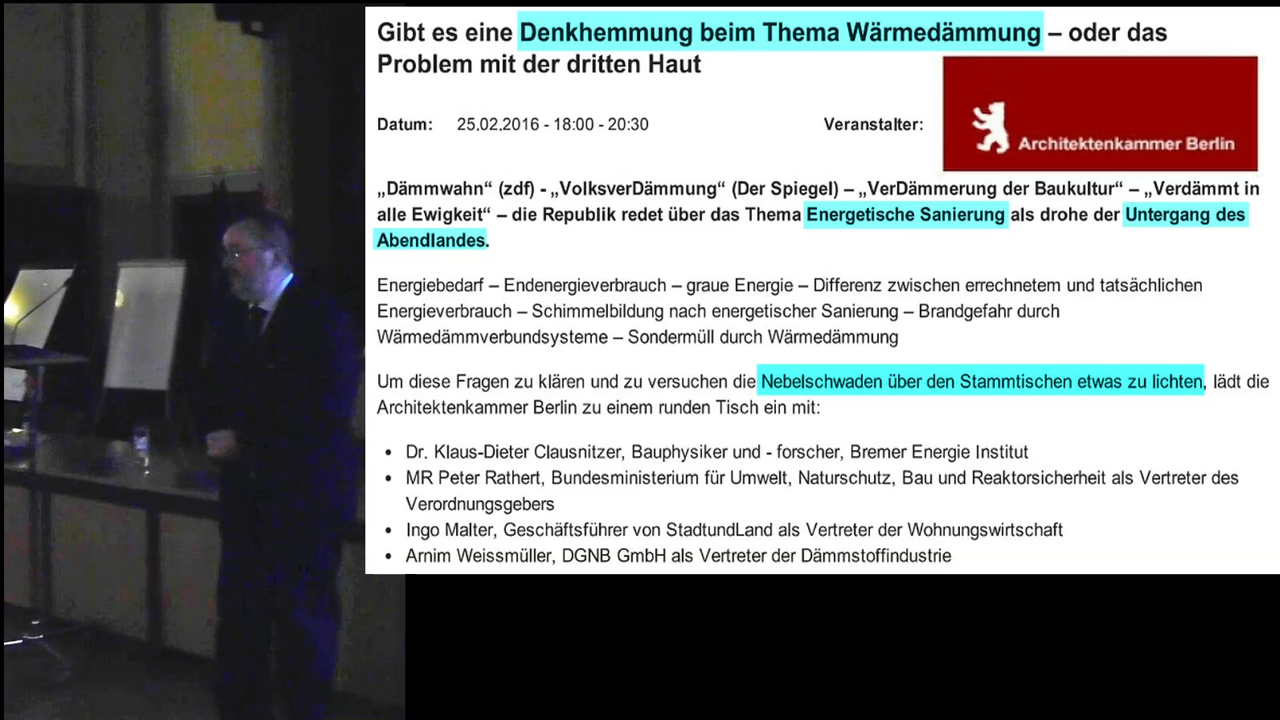 Gibt es eine Denkhemmung beim Thema Wärmedämmung – oder das
Problem mit der dritten Haut
Datum: 25.02.2016 - 18:00 - 20:30 Veranstalter:
Architektenkammer Berlin
„Dämmwahn“ (zdf) - „VolksverDämmung“ (Der Spiegel) – „VerDämmerung der Baukultur“ – „Verdämmt in
alle Ewigkeit“ – die Republik redet über das Thema Energetische Sanierung als drohe der Untergang des
Abendlandes.
Energiebedarf – Endenergieverbrauch – graue Energie – Differenz zwischen errechnetem und tatsächlichen
Energieverbrauch – Schimmelbildung nach energetischer Sanierung – Brandgefahr durch
Wärmedämmverbundsysteme – Sondermüll durch Wärmedämmung
Um diese Fragen zu klären und zu versuchen die Nebelschwaden über den Stammtischen etwas zu lichten, lädt die
Architektenkammer Berlin zu einem runden Tisch ein mit:
• Dr. Klaus-Dieter Clausnitzer, Bauphysiker und - forscher, Bremer Energie Institut
• MR Peter Rathert, Bundesministerium für Umwelt, Naturschutz, Bau und Reaktorsicherheit als Vertreter des
Verordnungsgebers
• Ingo Malter, Geschäftsführer von StadtundLand als Vertreter der Wohnungswirtschaft
• Arnim Weissmüller, DGNB GmbH als Vertreter der Dämmstoffindustrie